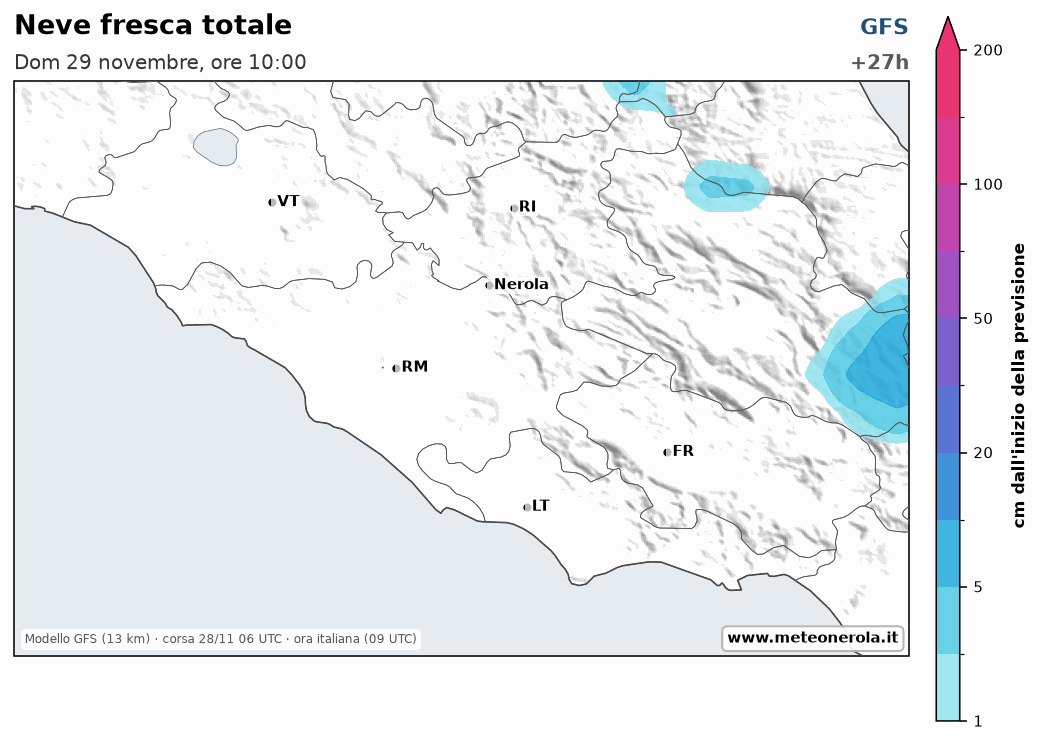 Neve fresca totale
GFS
Dom 29 novembre, ore 10:00
+27h
VT
RI
Nerola
RM
FR
LT
Modello GFS (13 km) · corsa 28/11 06 UTC · ora italiana (09 UTC)
www.meteonerola.it
200
100
50
20
5
1
cm dall'inizio della previsione